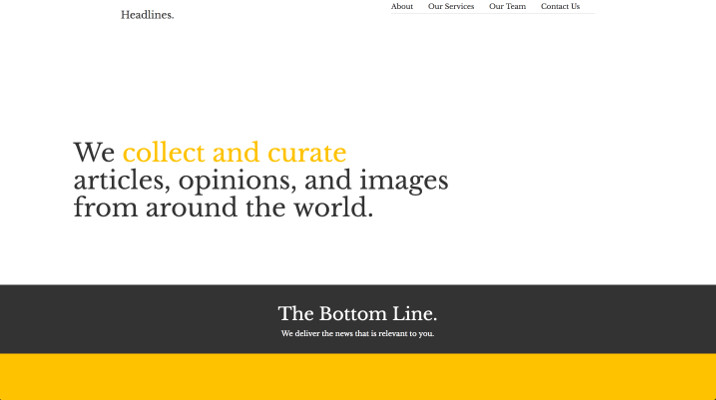 Headlines.
About Our Services Our Team Contact Us
We collect and curate
articles, opinions, and images
from around the world.
The Bottom Line.
We deliver the news that is relevant to you.